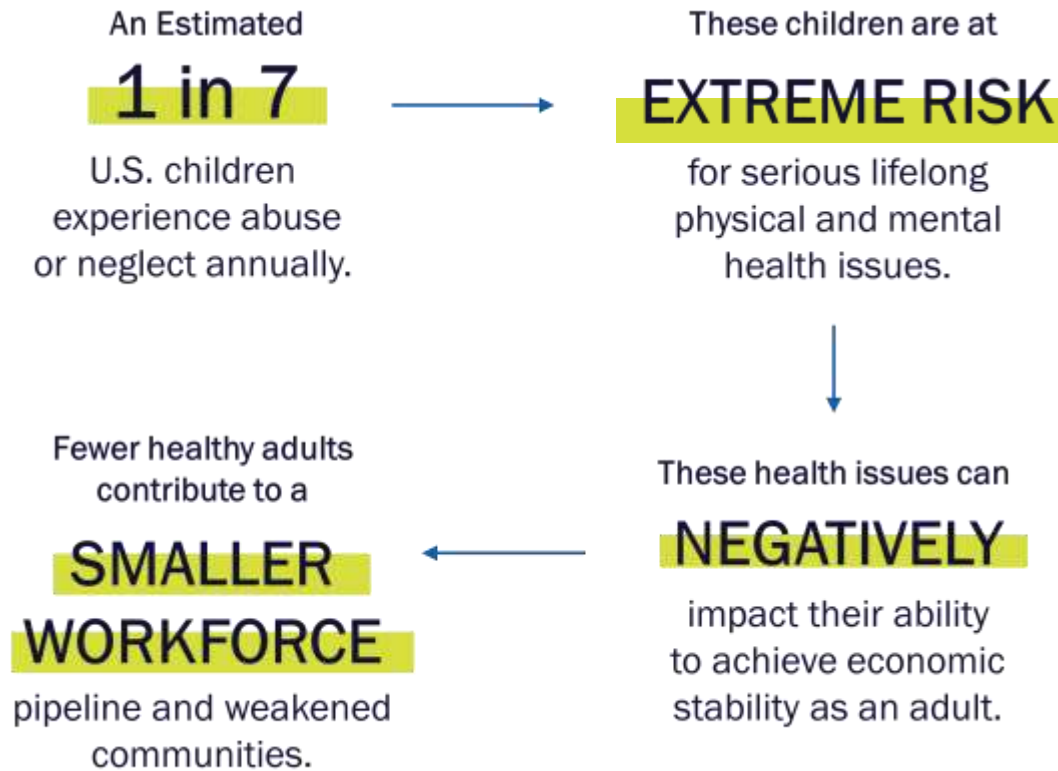 An Estimated
1 in 7
U.S. children
experience abuse
or neglect annually.
These children are at
EXTREME RISK
for serious lifelong
physical and mental
health issues.
These health issues can
NEGATIVELY
impact their ability
to achieve economic
stability as an adult.
Fewer healthy adults
contribute to a
SMALLER
WORKFORCE
pipeline and weakened
communities.